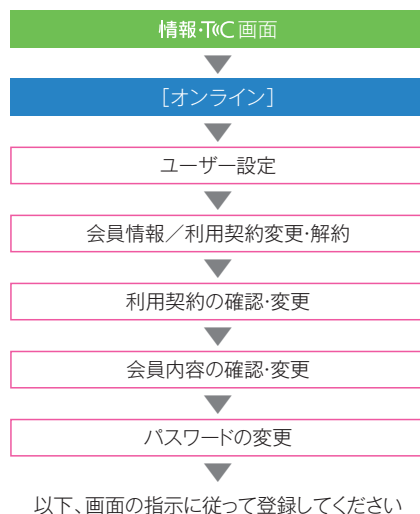 情報・T«C 画面
［オンライン］
ユーザー設定
会員情報／利用契約変更・解約
利用契約の確認・変更
会員内容の確認・変更
パスワードの変更
以下、画面の指示に従って登録してください